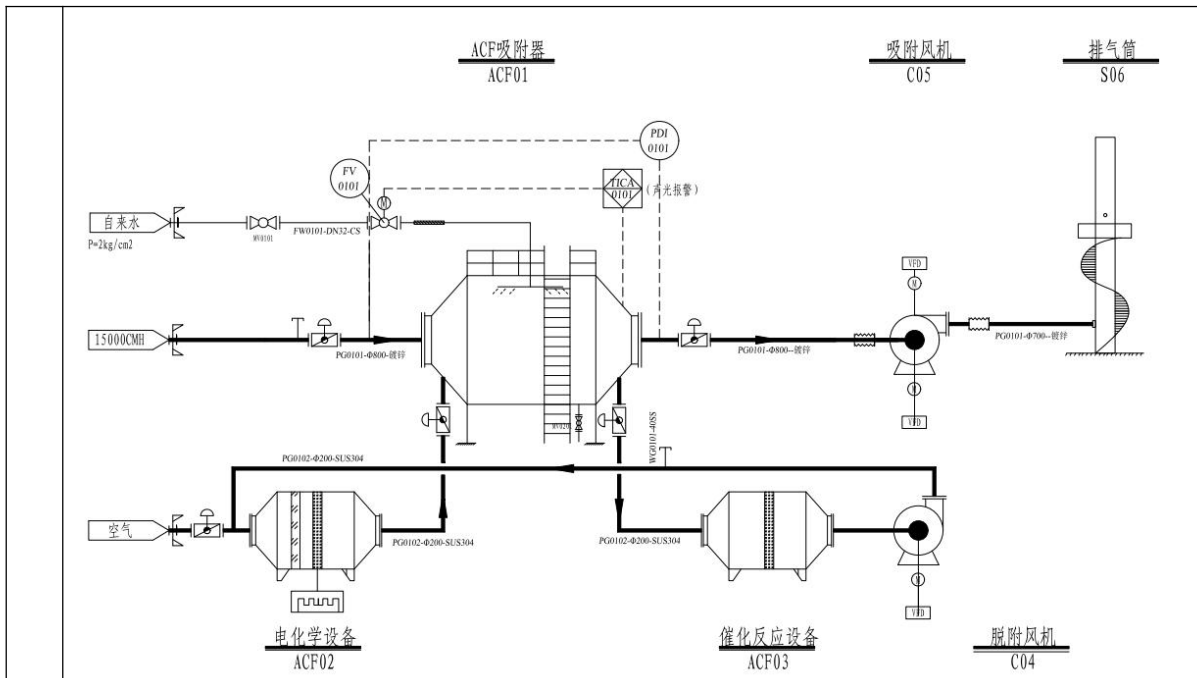 ACF吸附器
ACF01
吸附风机
C05
排气筒
S06
PDI
0101
FV
0101
TICA
0101
(声光报警)
M
自来水
P=2kg/cm2
MV0101
FW0101-DN32-CS
VFD
M
15000CMH
PG0101-Φ800-镀锌
PG0101-Φ800--镀锌
PG0101-Φ700--镀锌
M
VFD
MV0201
WG0101-40SS
PG0102-Φ200-SUS304
空气
PG0102-Φ200-SUS304
PG0102-Φ200-SUS304
M
VFD
电化学设备
ACF02
催化反应设备
ACF03
脱附风机
C04